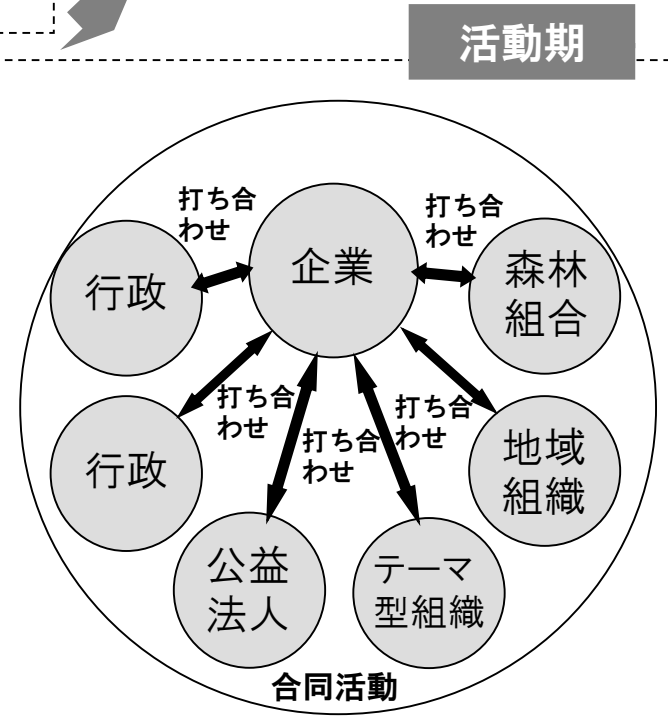 活動期
打ち合
わせ
打ち合
わせ
企業
行政
森林
組合
打ち合
わせ
打ち合
わせ
打ち合
わせ
行政
地域
組織
公益
法人
テーマ
型組織
合同活動